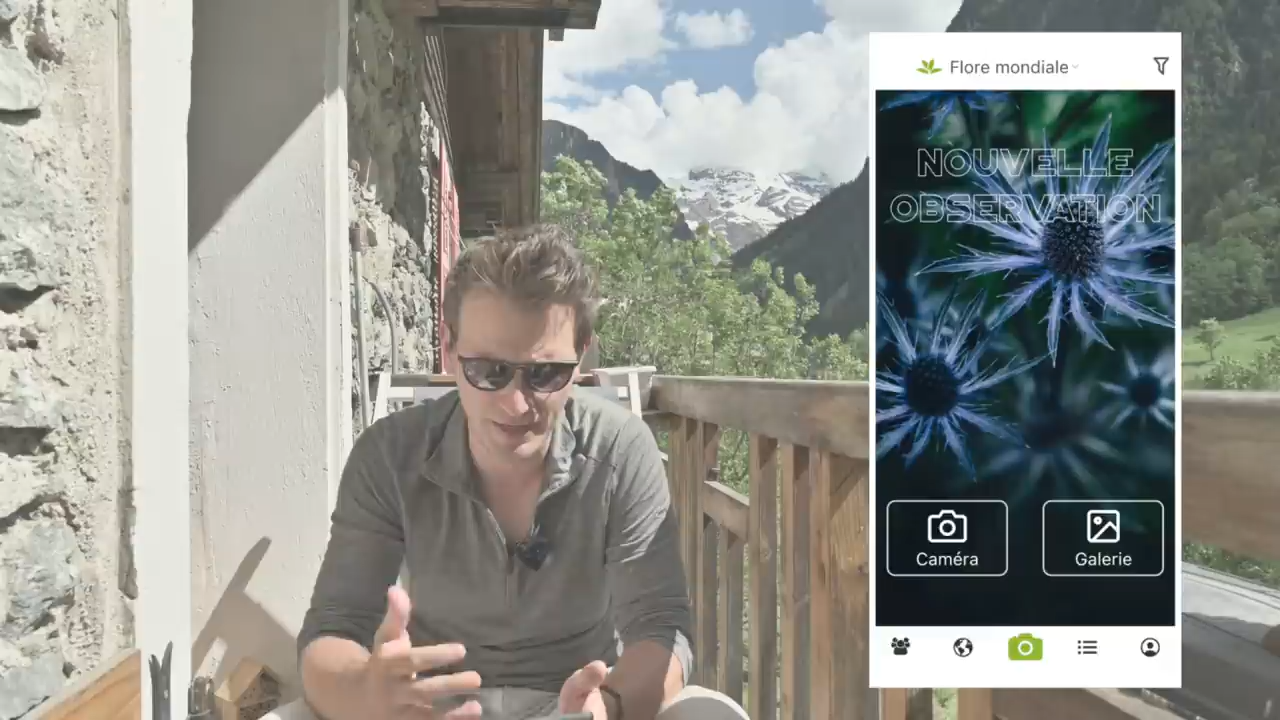 Flore mondiale
NOUVELLE
OBSERVATION
Caméra
Galerie